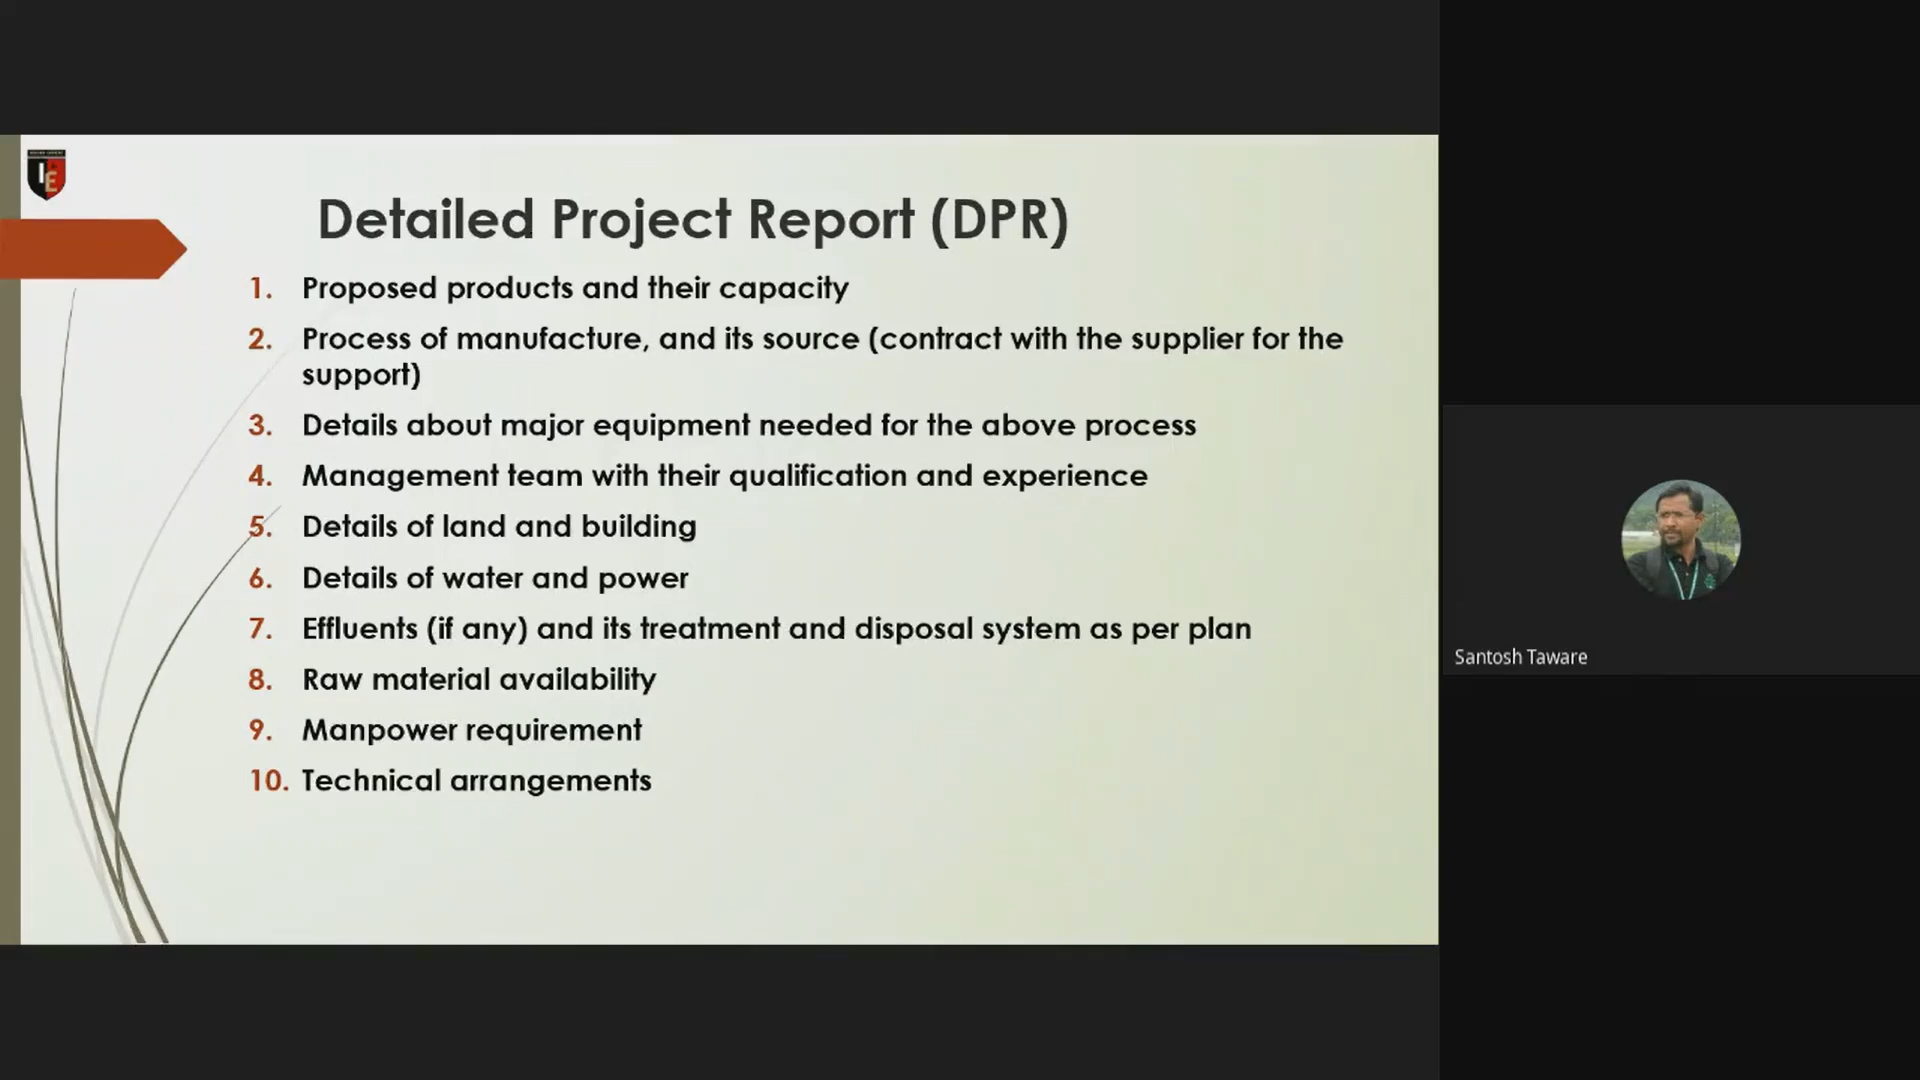 IE
Detailed Project Report (DPR)
1. Proposed products and their capacity
2. Process of manufacture, and its source (contract with the supplier for the
support)
3. Details about major equipment needed for the above process
4. Management team with their qualification and experience
5. Details of land and building
6. Details of water and power
7. Effluents (if any) and its treatment and disposal system as per plan
8. Raw material availability
9. Manpower requirement
10. Technical arrangements
Santosh Taware